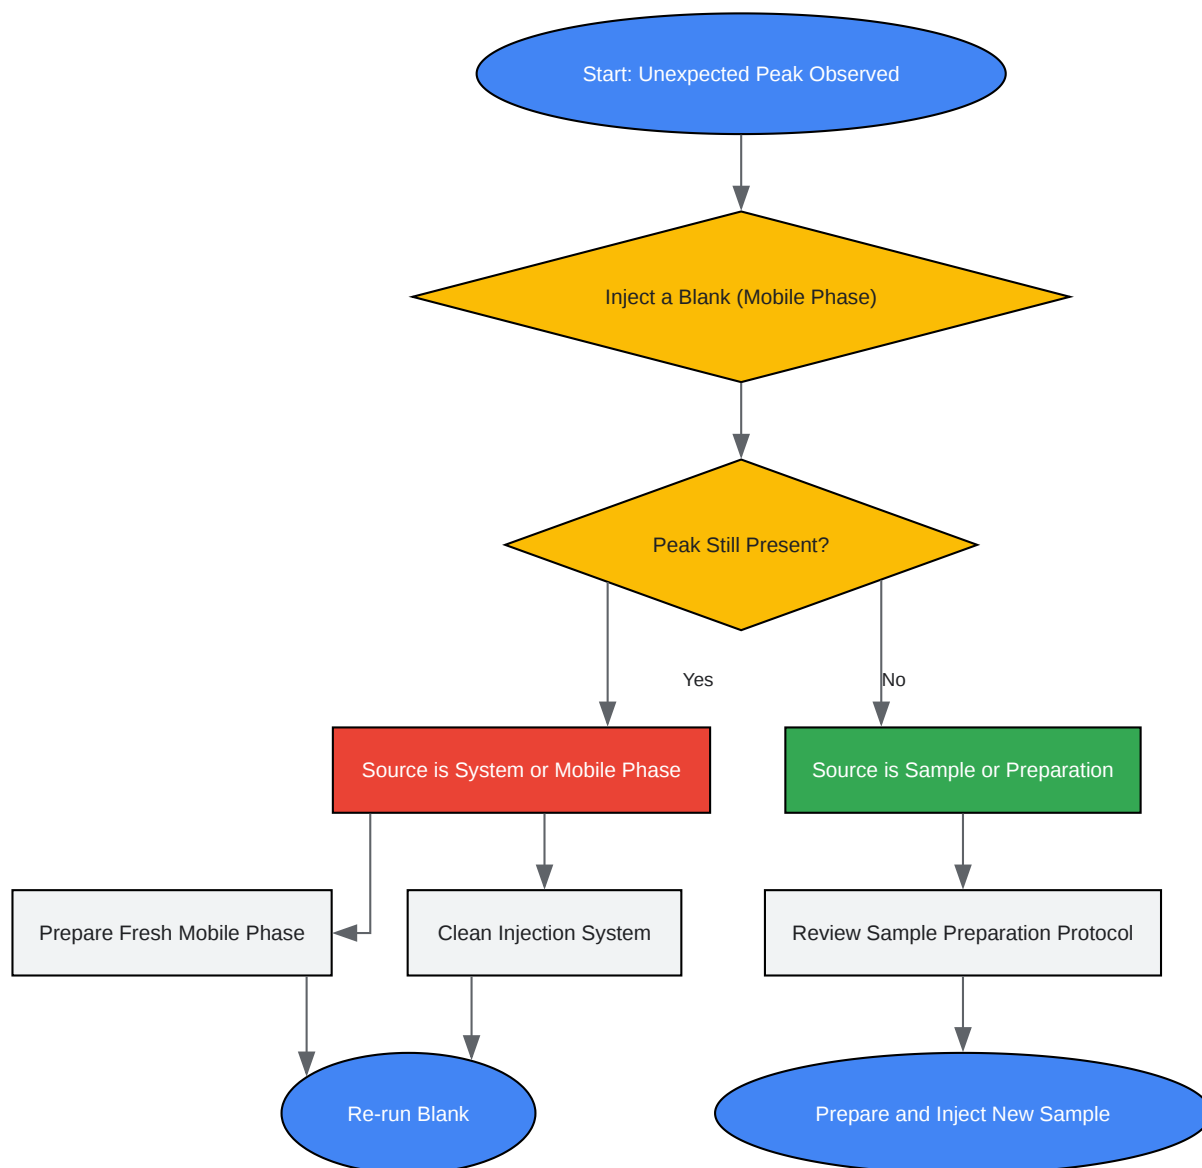 Start: Unexpected Peak Observed
Inject a Blank (Mobile Phase)
Peak Still Present?
Yes
No
Source is System or Mobile Phase
Source is Sample or Preparation
Prepare Fresh Mobile Phase
Clean Injection System
Review Sample Preparation Protocol
Re-run Blank
Prepare and Inject New Sample